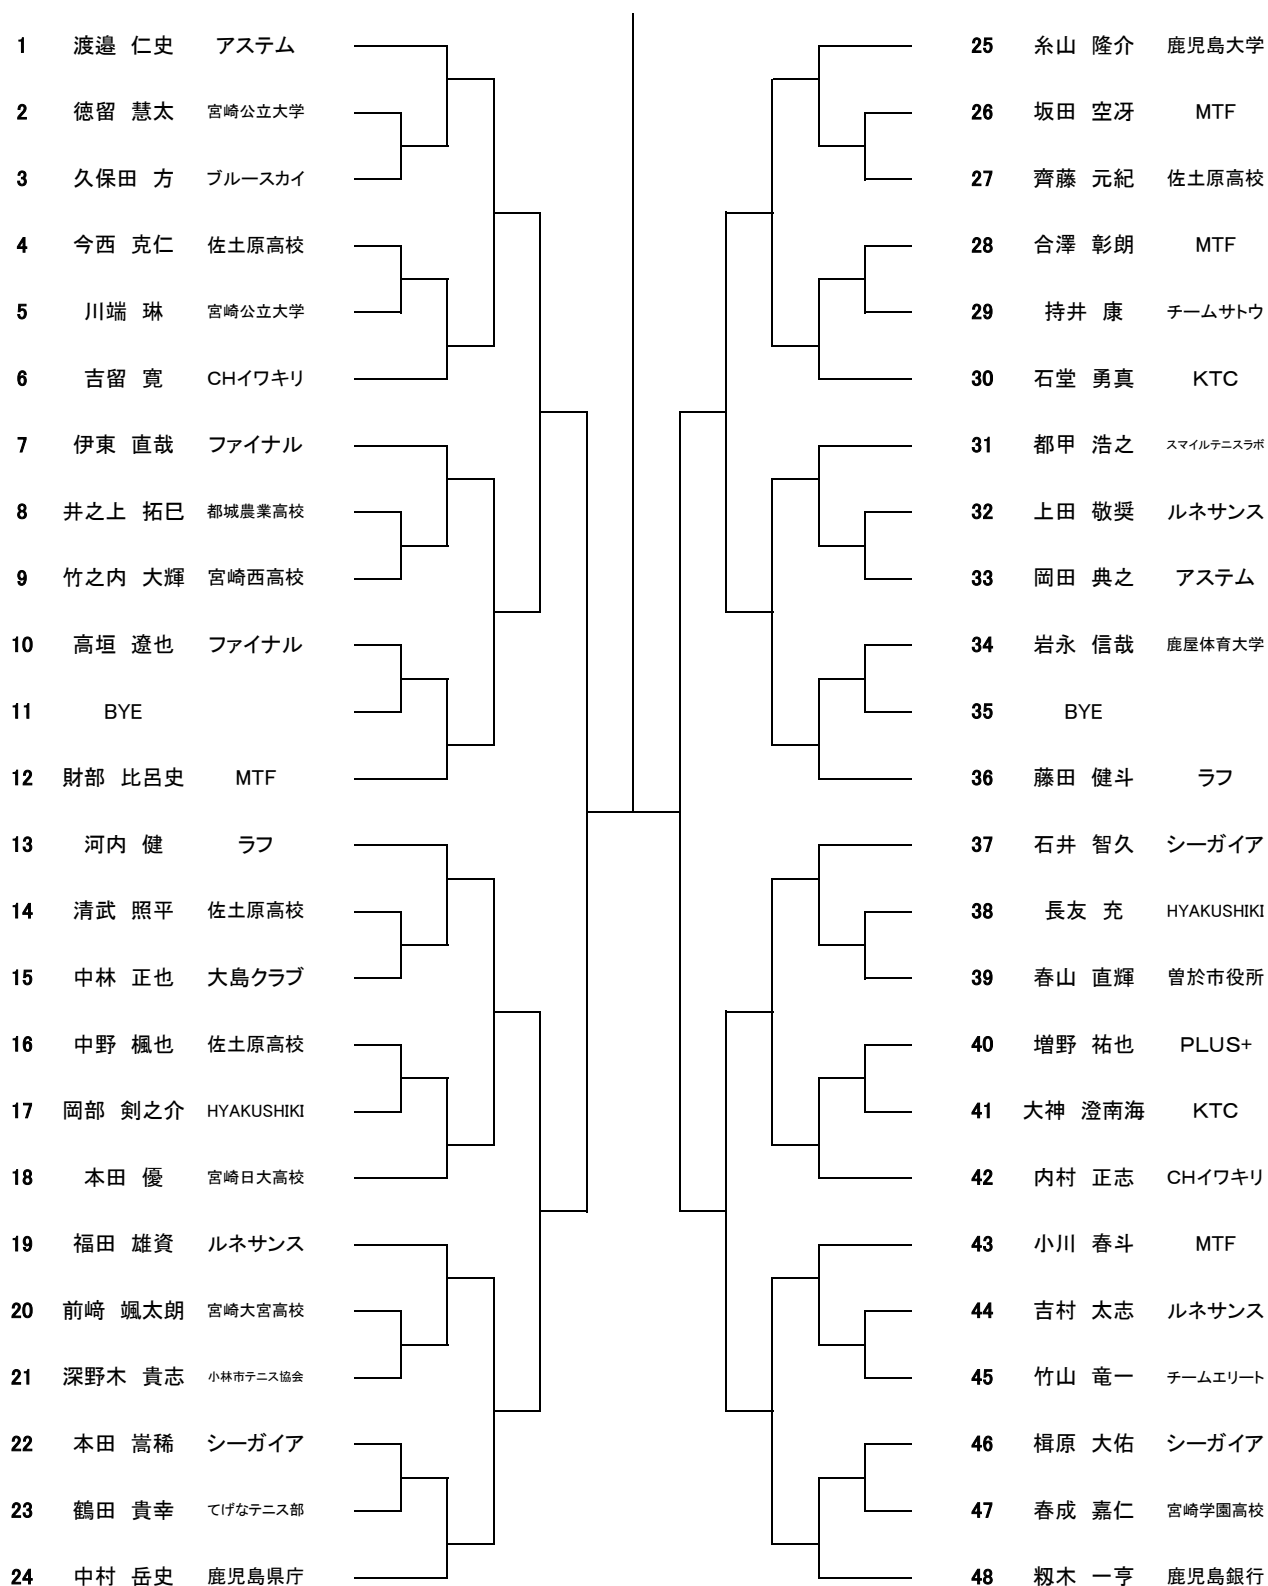 1 渡邉 仁史 アステム
2 徳留 慧太 宮崎公立大学
3 久保田 方 ブルースカイ
4 今西 克仁 佐土原高校
5 川端 琳 宮崎公立大学
6 吉留 寛 CHイワキリ
7 伊東 直哉 ファイナル
8 井之上 拓巳 都城農業高校
9 竹之内 大輝 宮崎西高校
10 高垣 遼也 ファイナル
11 BYE
12 財部 比呂史 MTF
13 河内 健 ラフ
14 清武 照平 佐土原高校
15 中林 正也 大島クラブ
16 中野 楓也 佐土原高校
17 岡部 剣之介 HYAKUSHIKI
18 本田 優 宮崎日大高校
19 福田 雄資 ルネサンス
20 前﨑 颯太朗 宮崎大宮高校
21 深野木 貴志 小林市テニス協会
22 本田 嵩稀 シーガイア
23 鶴田 貴幸 てげなテニス部
24 中村 岳史 鹿児島県庁
25 糸山 隆介 鹿児島大学
26 坂田 空冴 MTF
27 齊藤 元紀 佐土原高校
28 合澤 彰朗 MTF
29 持井 康 チームサトウ
30 石堂 勇真 KTC
31 都甲 浩之 スマイルテニスラボ
32 上田 敬奨 ルネサンス
33 岡田 典之 アステム
34 岩永 信哉 鹿屋体育大学
35 BYE
36 藤田 健斗 ラフ
37 石井 智久 シーガイア
38 長友 充 HYAKUSHIKI
39 春山 直輝 曽於市役所
40 増野 祐也 PLUS+
41 大神 澄南海 KTC
42 内村 正志 CHイワキリ
43 小川 春斗 MTF
44 吉村 太志 ルネサンス
45 竹山 竜一 チームエリート
46 楫原 大佑 シーガイア
47 春成 嘉仁 宮崎学園高校
48 籾木 一亨 鹿児島銀行